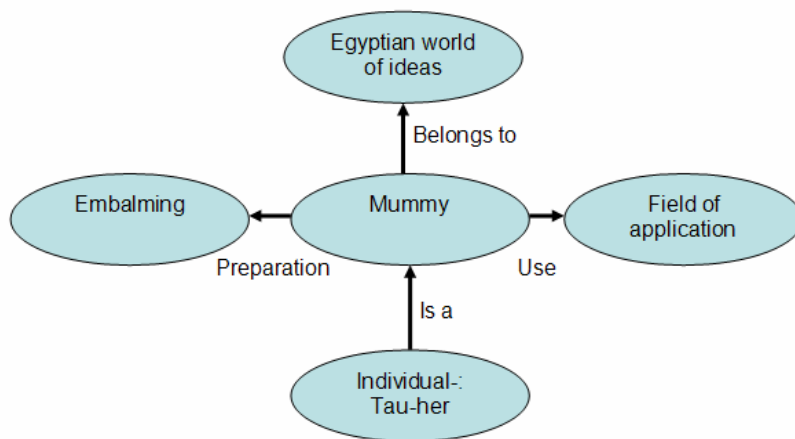 Egyptian world
of ideas
Belongs to
Embalming
Mummy
Field of
application
Preparation
Use
Is a
Individual-:
Tau-her